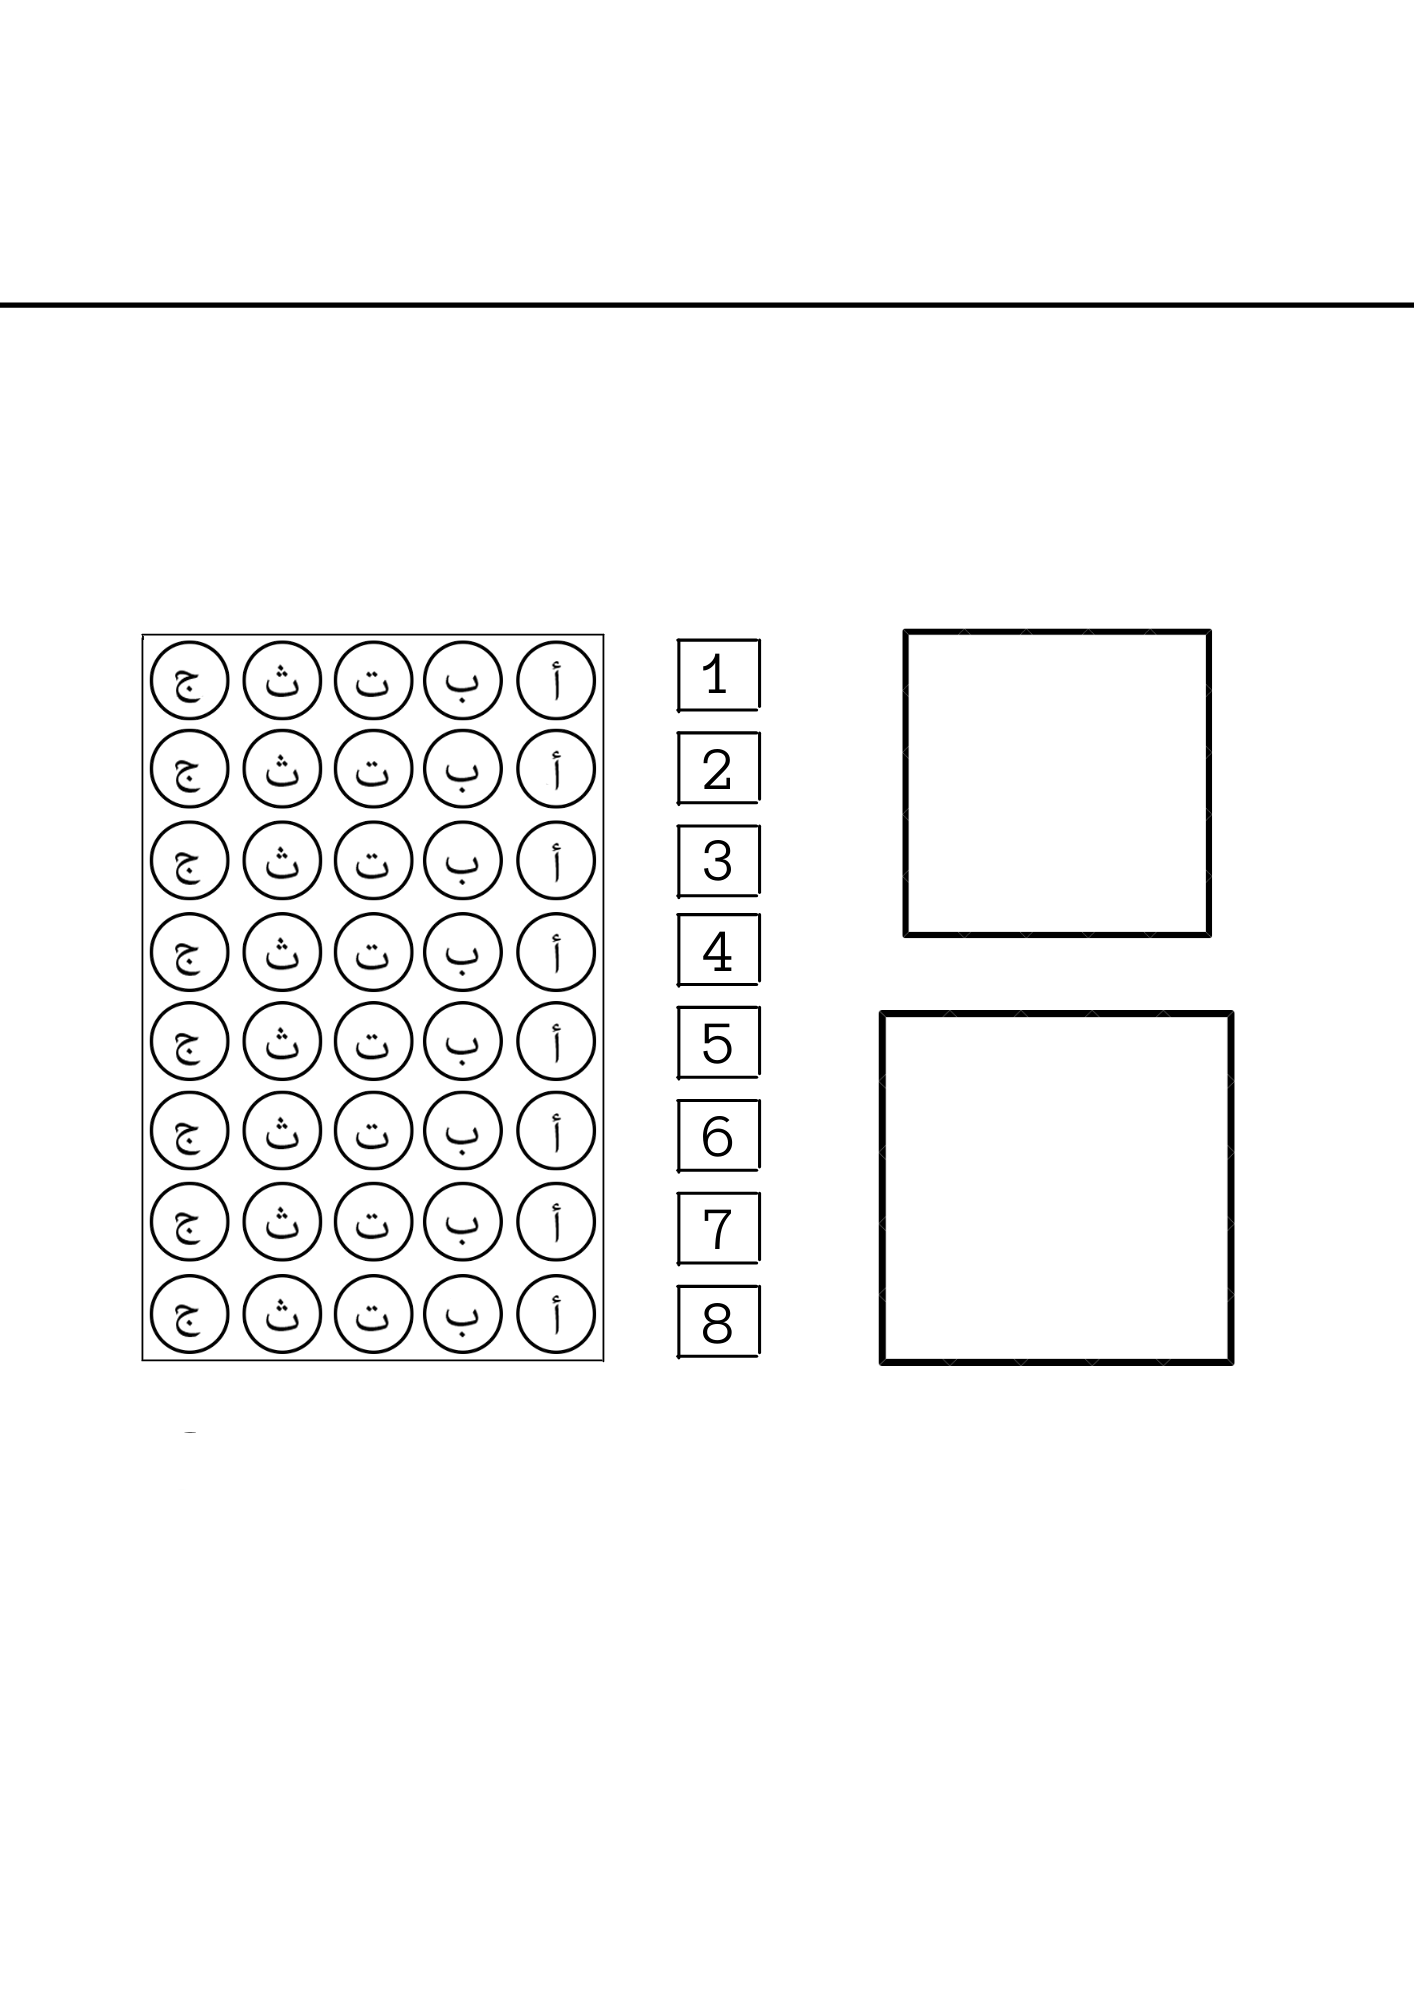 1 أ ب ت ث ج
2 أ ب ت ث ج
3 أ ب ت ث ج
4 أ ب ت ث ج
5 أ ب ت ث ج
6 أ ب ت ث ج
7 أ ب ت ث ج
8 أ ب ت ث ج